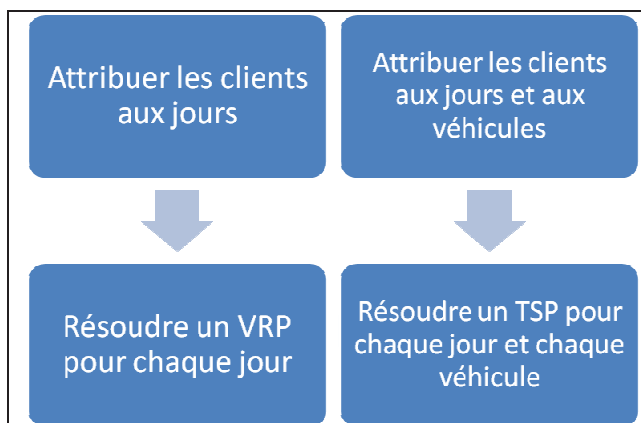 Attribuer les clients
aux jours
Attribuer les clients
aux jours et aux
véhicules
Résoudre un VRP
pour chaque jour
Résoudre un TSP pour
chaque jour et chaque
véhicule